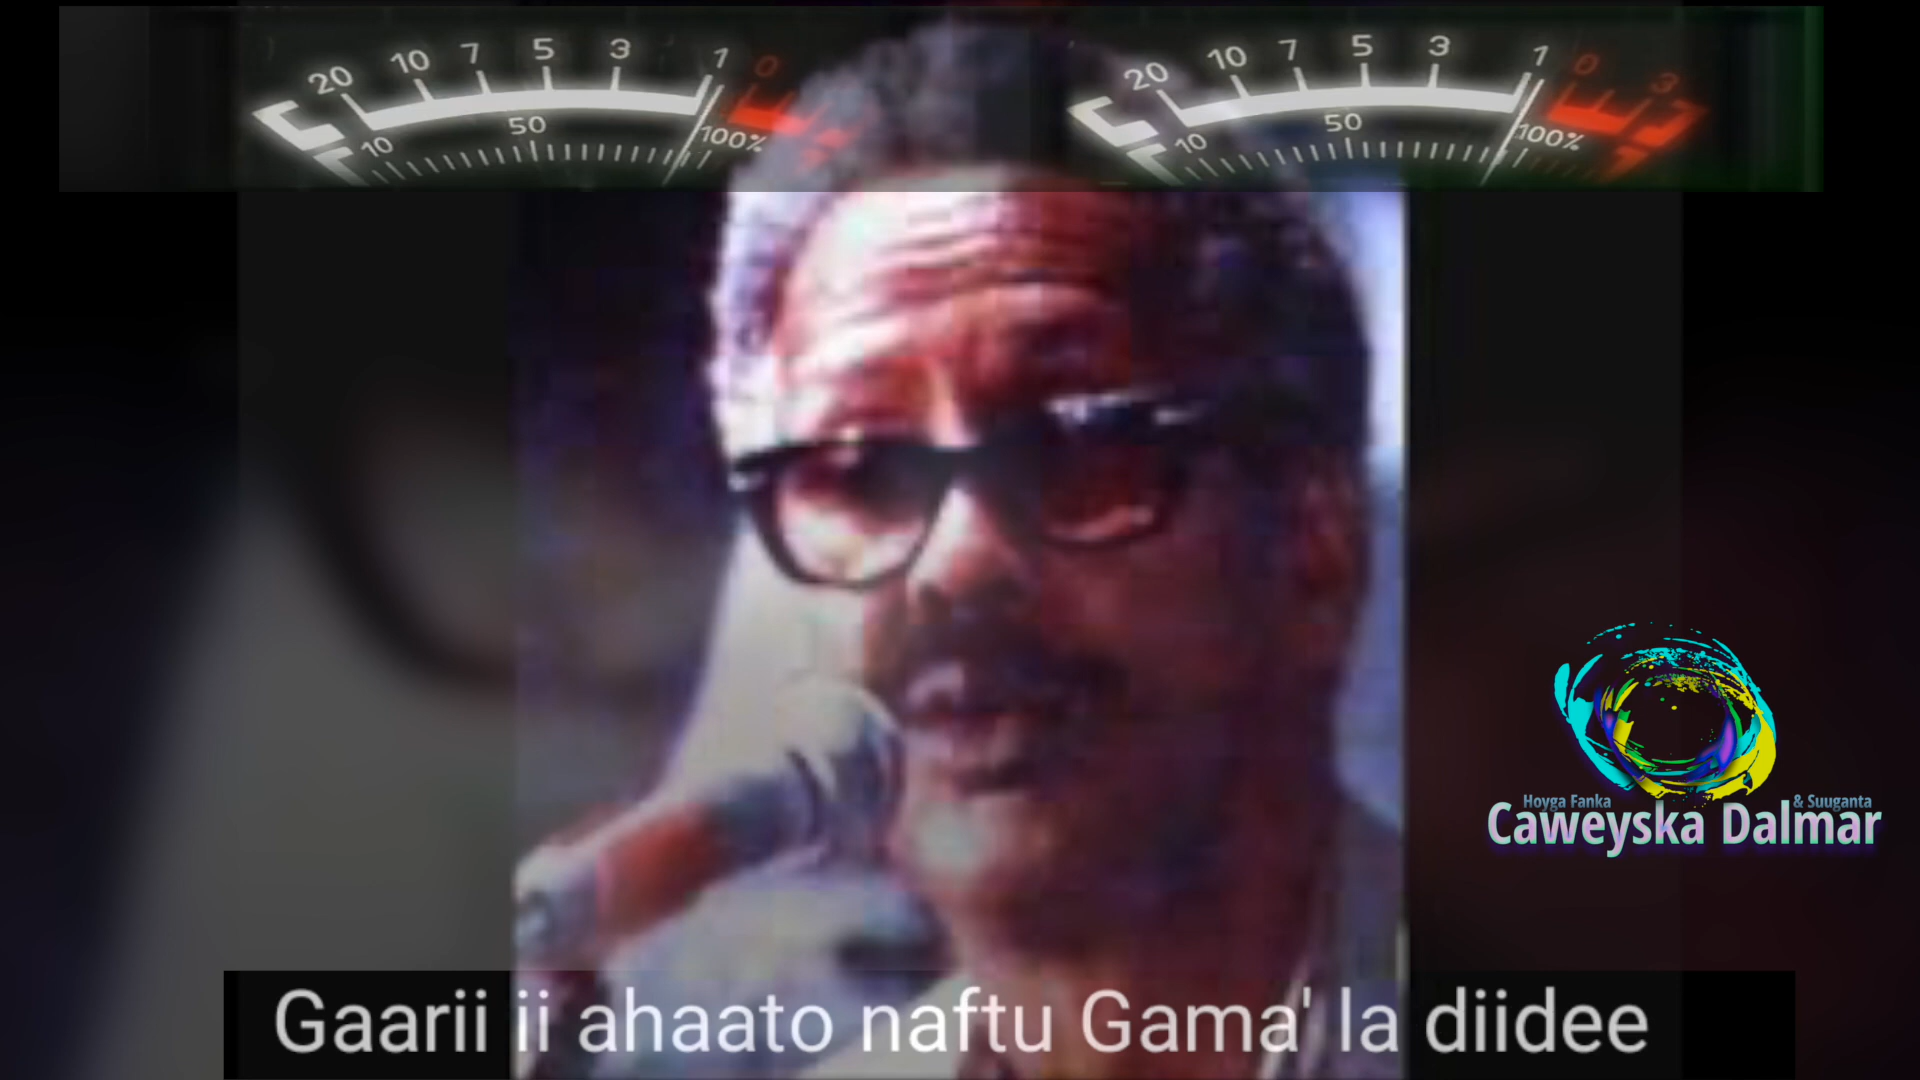 20 10 7 5 3 1 0
10 50 100%
20 10 7 5 3 1 0 3
10 50 100%
Hoyga Fanka & Suuganta
Caweyska Dalmar
Gaarii ii ahaato naftu Gama' la diidee